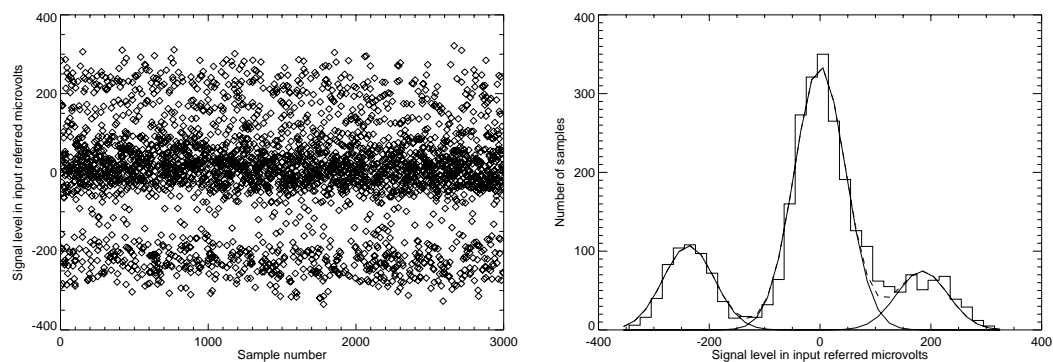 400
200
0
-200
-400
Signal level in input referred microvolts
0 1000 2000 3000
Sample number
400
300
200
100
0
Number of samples
-400 -200 0 200 400
Signal level in input referred microvolts